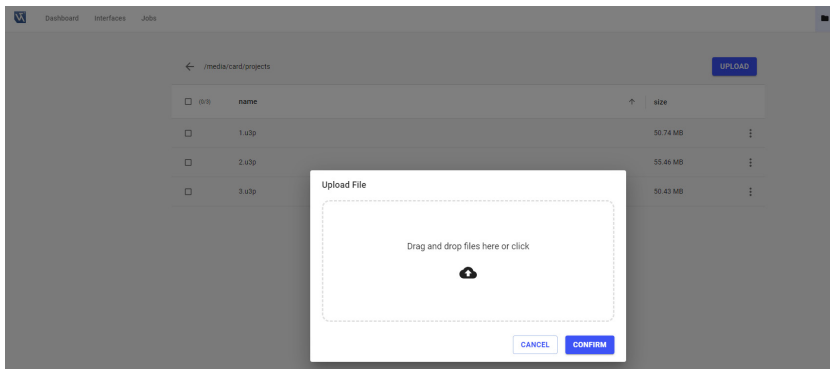 Dashboard Interfaces Jobs
/media/card/projects UPLOAD
(0/3) name size
1.u3p 50.74 MB
2.u3p 55.46 MB
3.u3p 50.43 MB
Upload File
Drag and drop files here or click
CANCEL CONFIRM